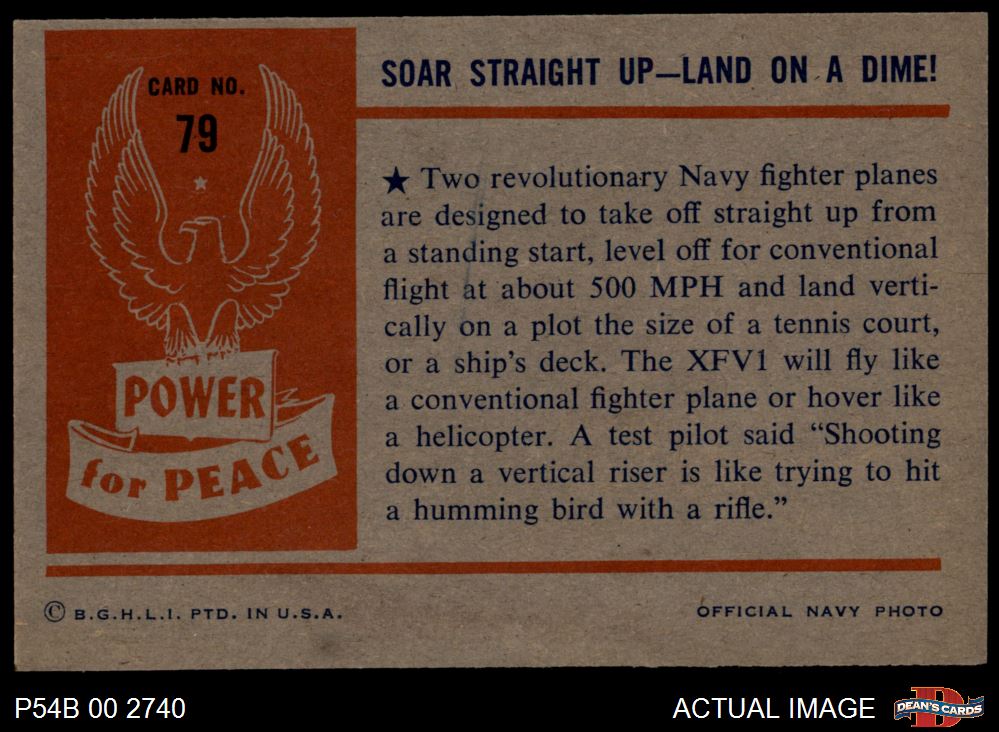 CARD NO.
79
SOAR STRAIGHT UP—LAND ON A DIME!
★ Two revolutionary Navy fighter planes
are designed to take off straight up from
a standing start, level off for conventional
flight at about 500 MPH and land verti-
cally on a plot the size of a tennis court,
or a ship's deck. The XFV1 will fly like
a conventional fighter plane or hover like
a helicopter. A test pilot said “Shooting
down a vertical riser is like trying to hit
a humming bird with a rifle.”
POWER
for PEACE
© B.G.H.L.I. PTD. IN U.S.A.
OFFICIAL NAVY PHOTO
P54B 00 2740
ACTUAL IMAGE
D
DEAN'S CARDS